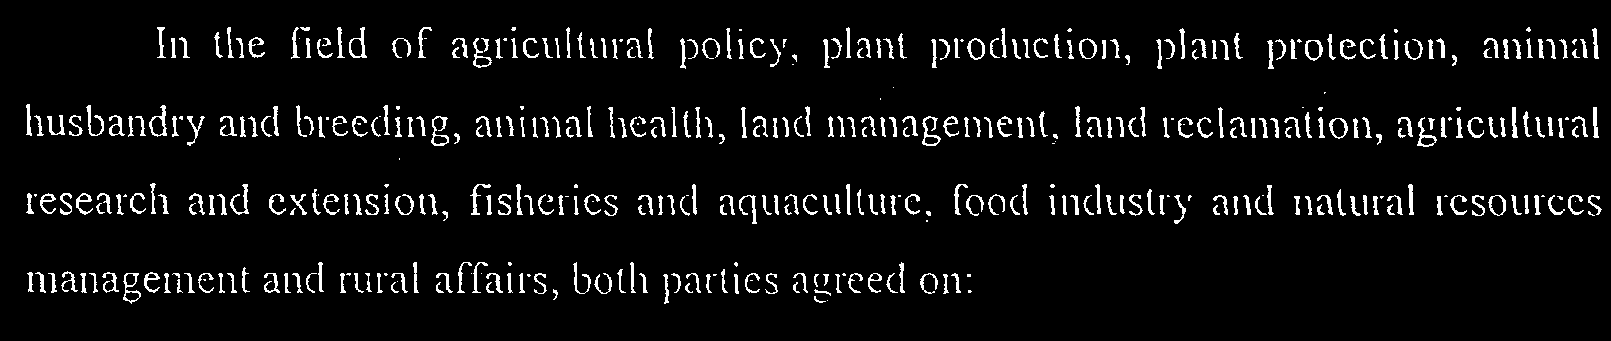 In the field of agricultural policy, plant production, plant protection, animal
husbandry and breeding, animal health, land management, land reclamation, agricultural
research and extension, fisheries and aquaculture, food industry and natural resources
management and rural affairs, both parties agreed on: